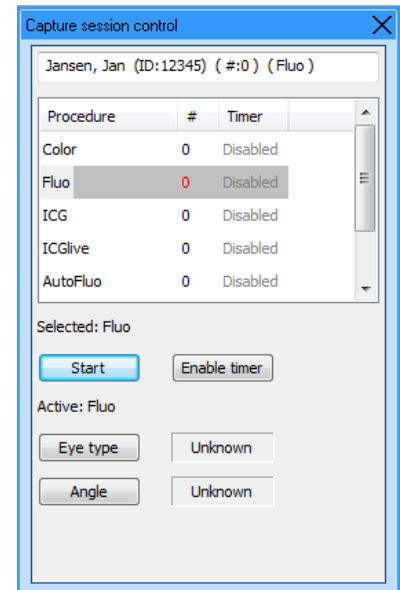 Capture session control
Jansen, Jan (ID:12345) ( #:0 ) ( Fluo )
Procedure # Timer
Color 0 Disabled
Fluo 0 Disabled
ICG 0 Disabled
ICGlive 0 Disabled
AutoFluo 0 Disabled
Selected: Fluo
Start Enable timer
Active: Fluo
Eye type Unknown
Angle Unknown